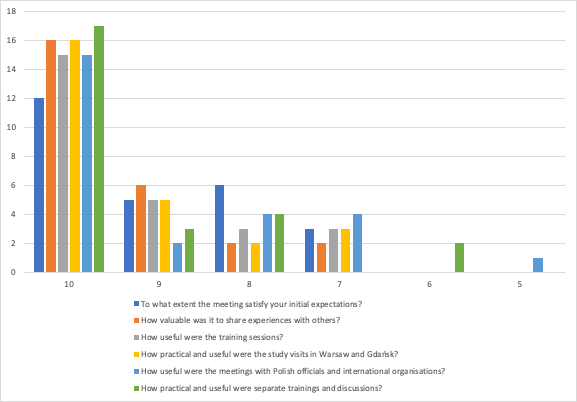 18
16
14
12
10
8
6
4
2
0
10 9 8 7 6 5
To what extent the meeting satisfy your initial expectations?
How valuable was it to share experiences with others?
How useful were the training sessions?
How practical and useful were the study visits in Warsaw and Gdańsk?
How useful were the meetings with Polish officials and international organisations?
How practical and useful were separate trainings and discussions?